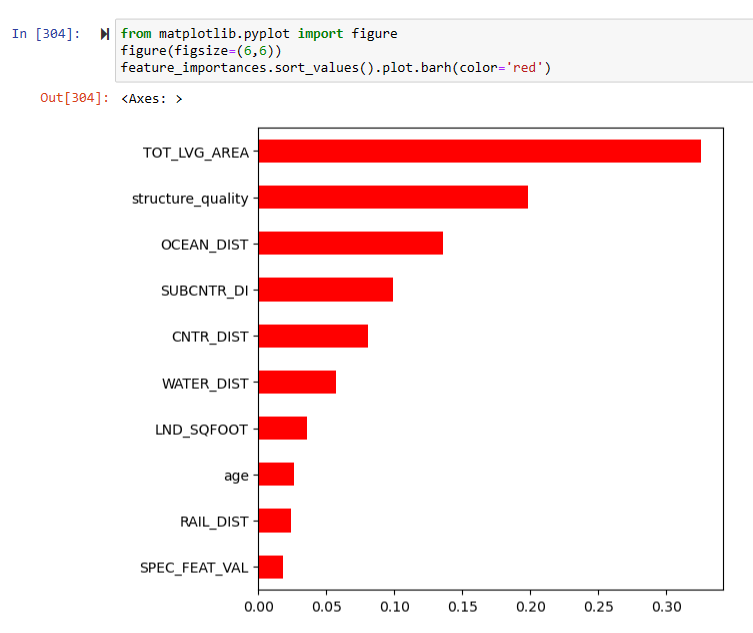 In [304]:
from matplotlib.pyplot import figure
figure(figsize=(6,6))
feature_importances.sort_values().plot.barh(color='red')
Out[304]: <Axes: >
TOT_LVG_AREA
structure_quality
OCEAN_DIST
SUBCNTR_DI
CNTR_DIST
WATER_DIST
LND_SQFOOT
age
RAIL_DIST
SPEC_FEAT_VAL
0.00 0.05 0.10 0.15 0.20 0.25 0.30